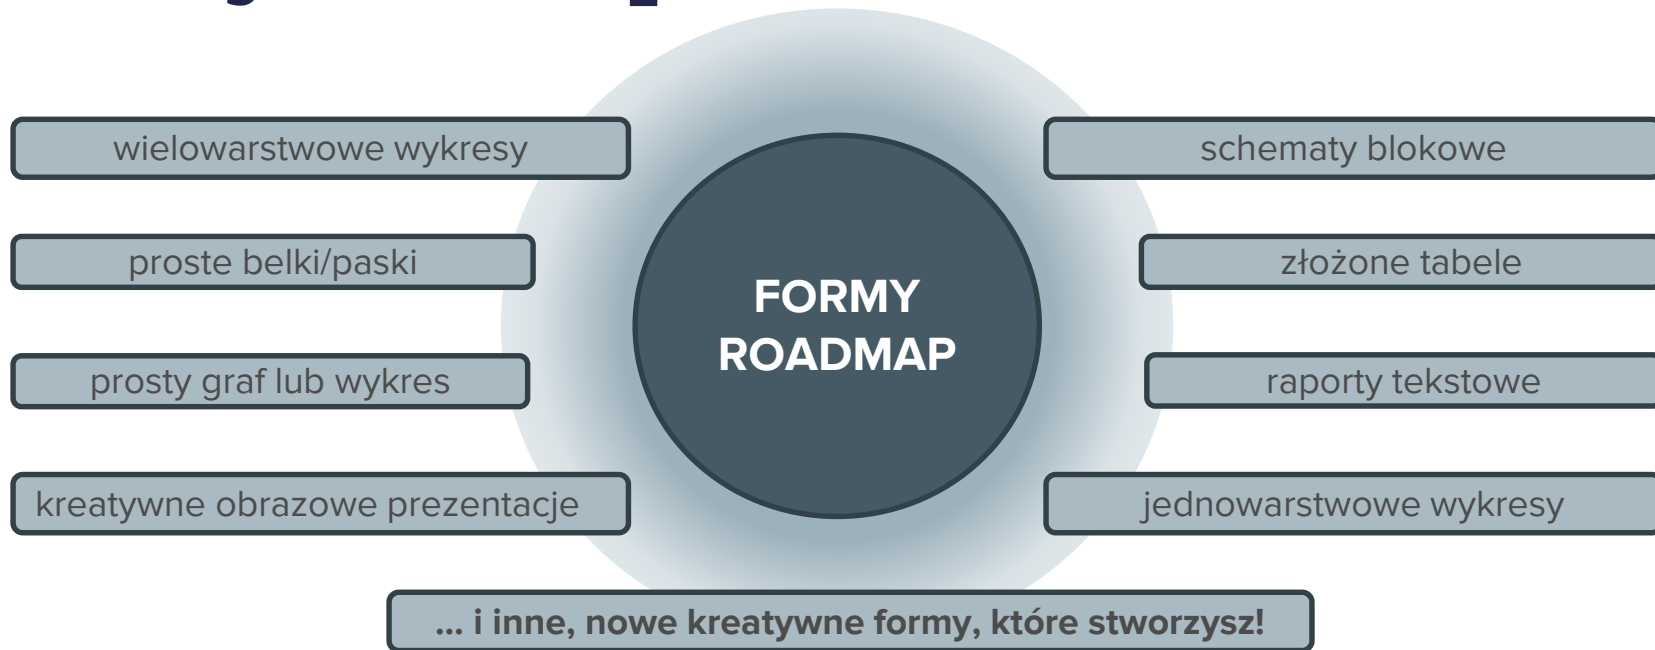 wielowarstwowe wykresy
proste belki/paski
prosty graf lub wykres
kreatywne obrazowe prezentacje
FORMY
ROADMAP
schematy blokowe
złożone tabele
raporty tekstowe
jednowarstwowe wykresy
... i inne, nowe kreatywne formy, które stworzysz!